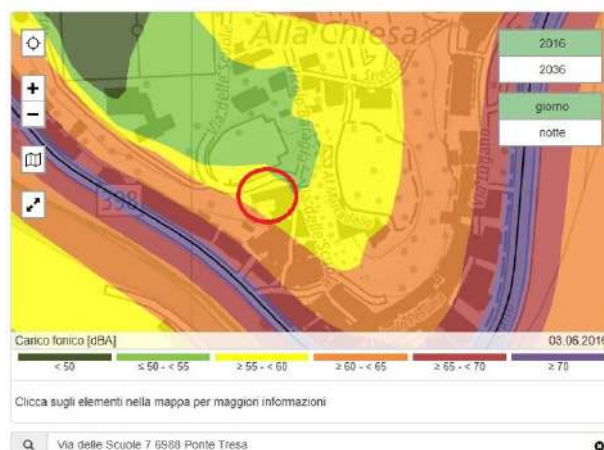 Alla Chiesa
2016
2036
giorno
notte
+
−
Via delle Scuole
Via Lugano
398
delle Scuole
Carico fonico [dBA]
03.06.2016
< 50
≤ 50 - < 55
≥ 55 - < 60
≥ 60 - < 65
≥ 65 - < 70
≥ 70
Clicca sugli elementi nella mappa per maggiori informazioni
Via delle Scuole 7 6988 Ponte Tresa